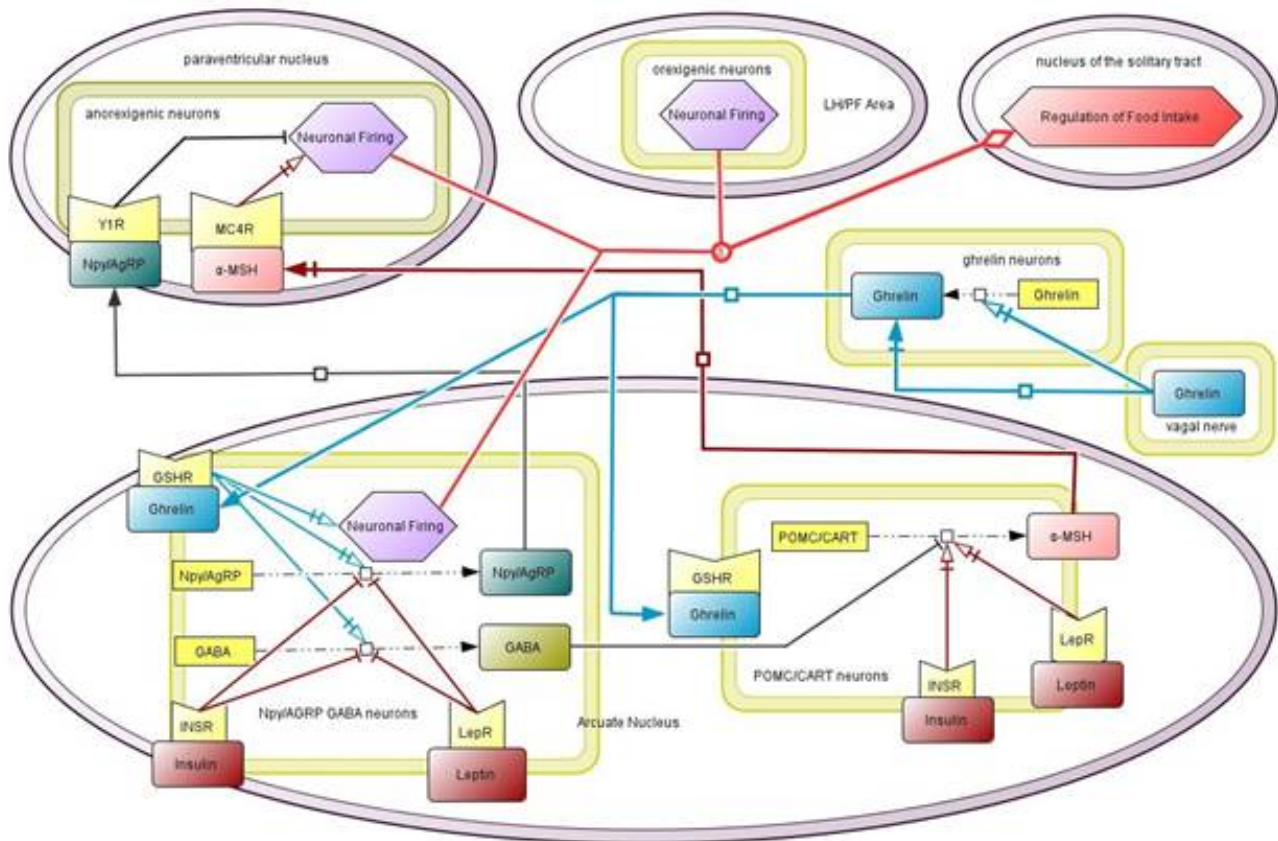 paraventricular nucleus
anorexigenic neurons
Neuronal Firing
Y1R
MC4R
Npy/AgRP
α-MSH
orexigenic neurons
Neuronal Firing
LH/PF Area
nucleus of the solitary tract
Regulation of Food Intake
ghrelin neurons
Ghrelin
Ghrelin
Ghrelin
vagal nerve
GSHR
Ghrelin
Neuronal Firing
Npy/AgRP
Npy/AgRP
GABA
GABA
INSR
Insulin
Npy/AGRP GABA neurons
LepR
Leptin
Arcuate Nucleus
GSHR
Ghrelin
POMC/CART
α-MSH
POMC/CART neurons
INSR
Insulin
LepR
Leptin